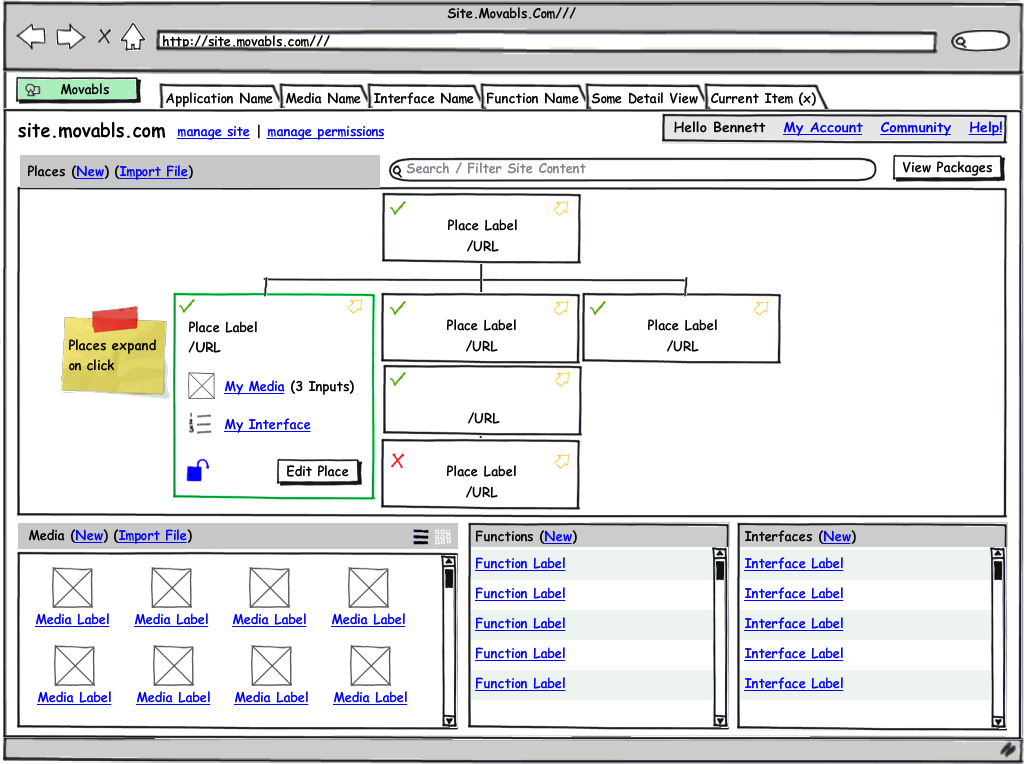 Site.Movabls.Com///
http://site.movabls.com///
Movabls
Application Name
Media Name
Interface Name
Function Name
Some Detail View
Current Item (x)
site.movabls.com manage site | manage permissions
Hello Bennett My Account Community Help!
Places (New) (Import File)
Search / Filter Site Content
View Packages
Place Label
/URL
Places expand
on click
Place Label
/URL
My Media (3 Inputs)
1
2
3
My Interface
Edit Place
Place Label
/URL
Place Label
/URL
/URL
Place Label
/URL
Media (New) (Import File)
Media Label Media Label Media Label Media Label
Media Label Media Label Media Label Media Label
Functions (New)
Function Label
Function Label
Function Label
Function Label
Function Label
Interfaces (New)
Interface Label
Interface Label
Interface Label
Interface Label
Interface Label